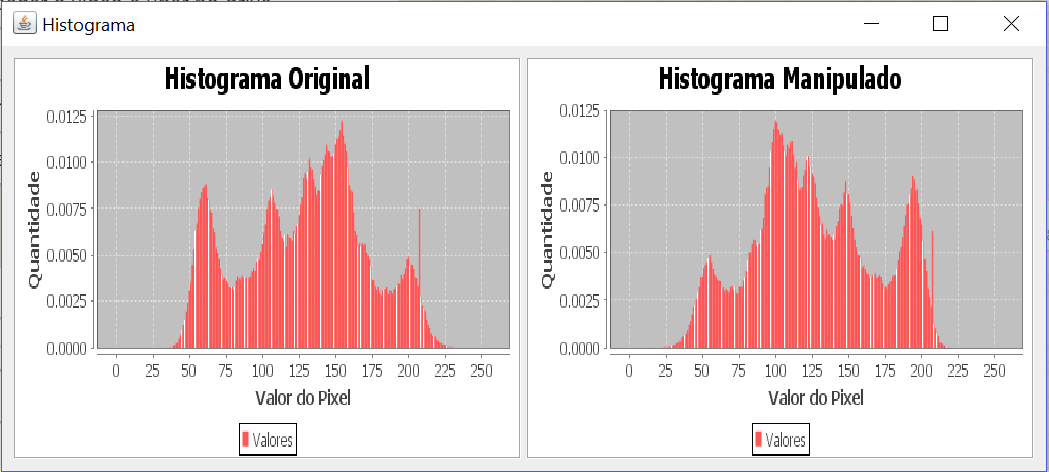 Histograma
Histograma Original
Quantidade
0.0125
0.0100
0.0075
0.0050
0.0025
0.0000
0 25 50 75 100 125 150 175 200 225 250
Valor do Pixel
Valores
Histograma Manipulado
Quantidade
0.0125
0.0100
0.0075
0.0050
0.0025
0.0000
0 25 50 75 100 125 150 175 200 225 250
Valor do Pixel
Valores